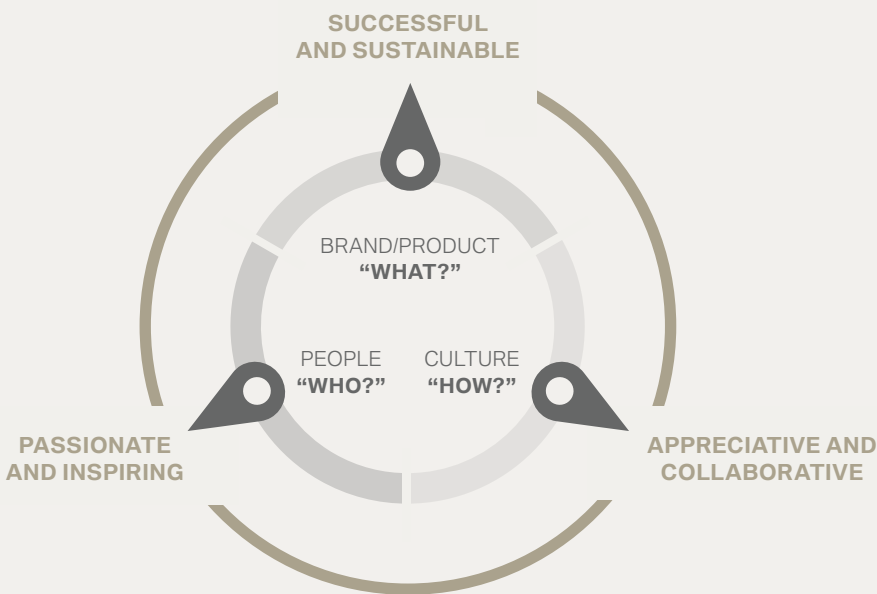 SUCCESSFUL
AND SUSTAINABLE
BRAND/PRODUCT
“WHAT?”
PEOPLE
“WHO?”
CULTURE
“HOW?”
PASSIONATE
AND INSPIRING
APPRECIATIVE AND
COLLABORATIVE